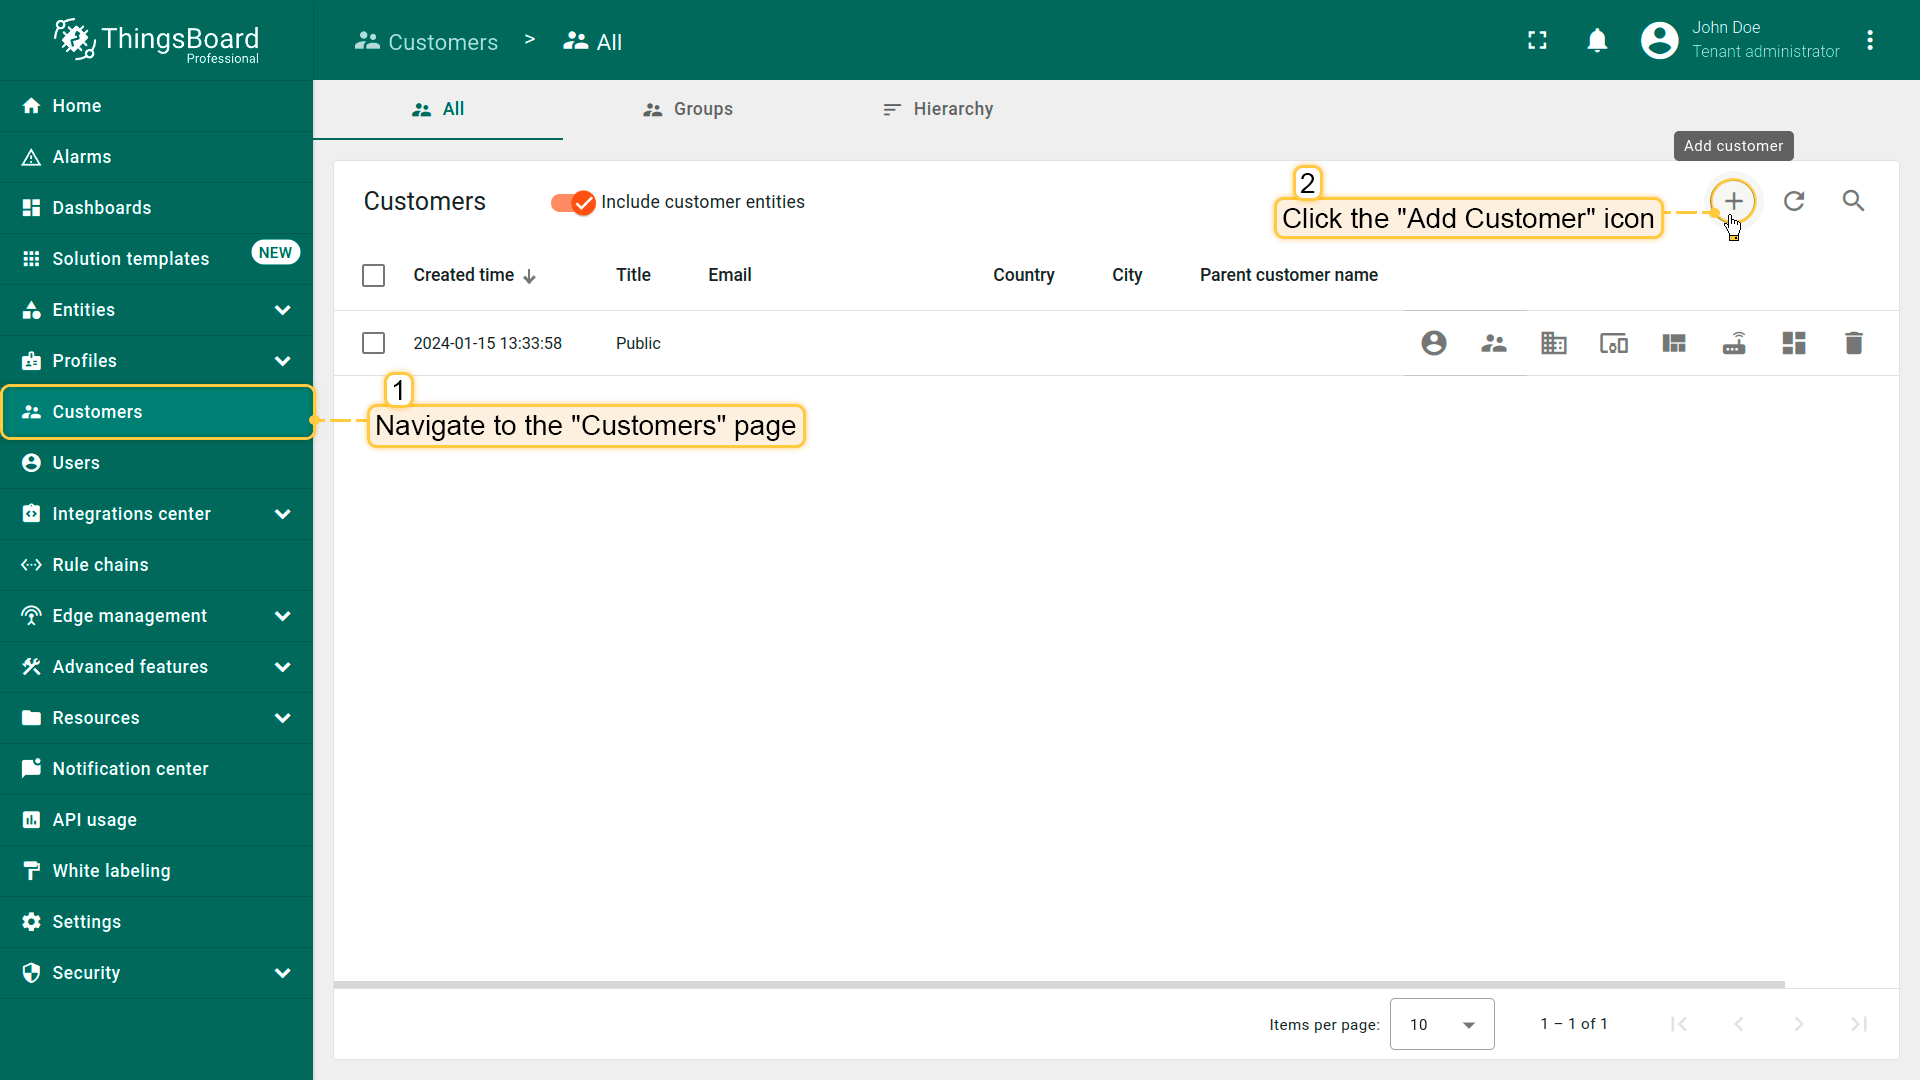 ThingsBoard
Professional
Customers > All
John Doe
Tenant administrator
Home
Alarms
Dashboards
Solution templates NEW
Entities
Profiles
Customers
Users
Integrations center
Rule chains
Edge management
Advanced features
Resources
Notification center
API usage
White labeling
Settings
Security
All Groups Hierarchy
Add customer
Customers Include customer entities
2
Click the "Add Customer" icon
Created time Title Email Country City Parent customer name
2024-01-15 13:33:58 Public
1
Navigate to the "Customers" page
Items per page: 10 1 – 1 of 1